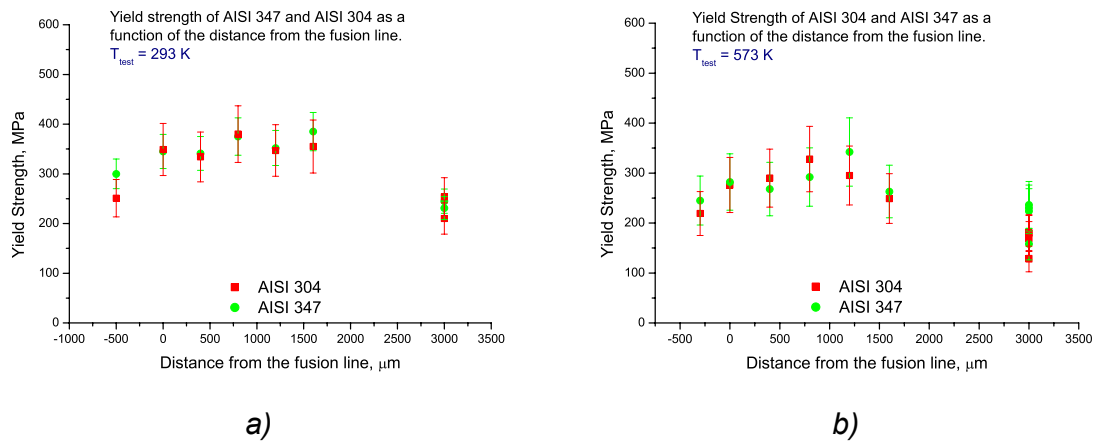 Yield strength of AISI 347 and AISI 304 as a
function of the distance from the fusion line.
Ttest = 293 K
600
500
400
300
200
100
0
Yield Strength, MPa
AISI 304
AISI 347
-1000 -500 0 500 1000 1500 2000 2500 3000 3500
Distance from the fusion line, μm
a)
Yield Strength of AISI 304 and AISI 347 as a
function of the distance from the fusion line.
Ttest = 573 K
600
500
400
300
200
100
0
Yield Strength, MPa
AISI 304
AISI 347
-500 0 500 1000 1500 2000 2500 3000 3500
Distance from the fusion line, μm
b)